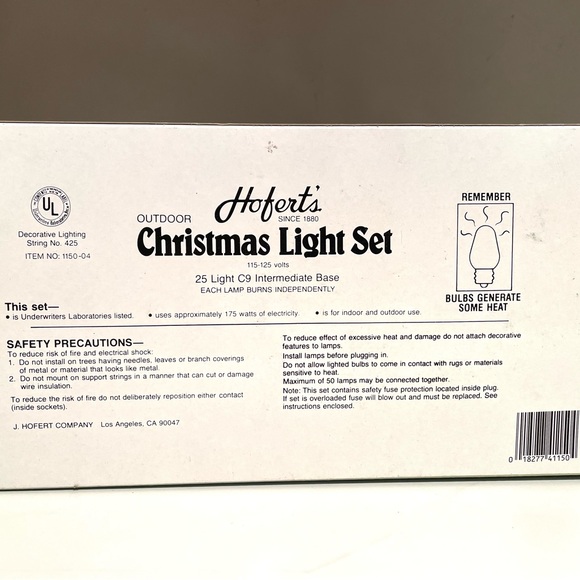 UL
Decorative Lighting
String No. 425
ITEM NO: 1150-04
Hofert's
OUTDOOR SINCE 1880
Christmas Light Set
115-125 volts
25 Light C9 Intermediate Base
EACH LAMP BURNS INDEPENDENTLY
REMEMBER
BULBS GENERATE
SOME HEAT
This set—
• is Underwriters Laboratories listed. • uses approximately 175 watts of electricity. • is for indoor and outdoor use.
SAFETY PRECAUTIONS—
To reduce risk of fire and electrical shock:
1. Do not install on trees having needles, leaves or branch coverings
of metal or material that looks like metal.
2. Do not mount on support strings in a manner that can cut or damage
wire insulation.
To reduce the risk of fire do not deliberately reposition either contact
(inside sockets).
J. HOFERT COMPANY Los Angeles, CA 90047
To reduce effect of excessive heat and damage do not attach decorative
features to lamps.
Install lamps before plugging in.
Do not allow lighted bulbs to come in contact with rugs or materials
sensitive to heat.
Maximum of 50 lamps may be connected together.
Note: This set contains safety fuse protection located inside plug.
If set is overloaded fuse will blow out and must be replaced. See
instructions enclosed.
0 18277 41150